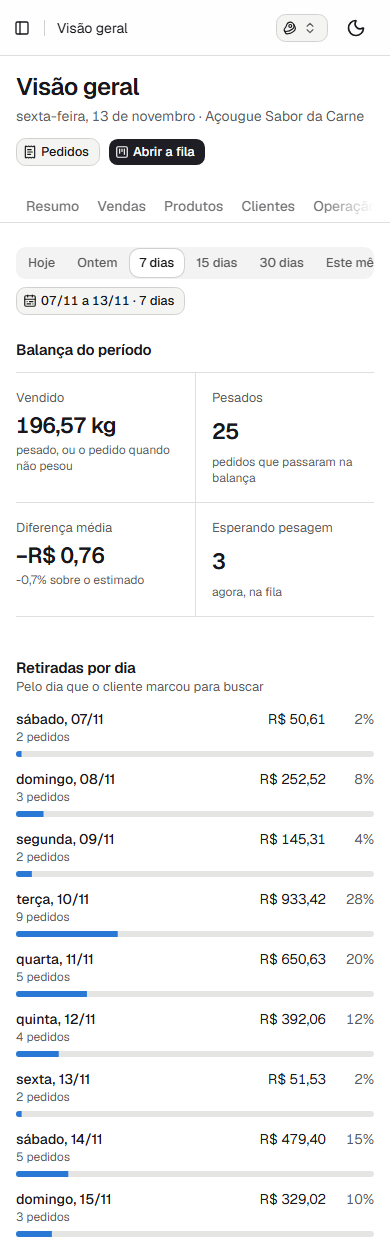 Visão geral
Visão geral
sexta-feira, 13 de novembro · Açougue Sabor da Carne
Pedidos
Abrir a fila
Resumo Vendas Produtos Clientes Operaçã
Hoje Ontem 7 dias 15 dias 30 dias Este mê
07/11 a 13/11 · 7 dias
Balança do período
Vendido
196,57 kg
pesado, ou o pedido quando
não pesou
Pesados
25
pedidos que passaram na
balança
Diferença média
−R$ 0,76
-0,7% sobre o estimado
Esperando pesagem
3
agora, na fila
Retiradas por dia
Pelo dia que o cliente marcou para buscar
sábado, 07/11 R$ 50,61 2%
2 pedidos
domingo, 08/11 R$ 252,52 8%
3 pedidos
segunda, 09/11 R$ 145,31 4%
2 pedidos
terça, 10/11 R$ 933,42 28%
9 pedidos
quarta, 11/11 R$ 650,63 20%
5 pedidos
quinta, 12/11 R$ 392,06 12%
4 pedidos
sexta, 13/11 R$ 51,53 2%
2 pedidos
sábado, 14/11 R$ 479,40 15%
5 pedidos
domingo, 15/11 R$ 329,02 10%
3 pedidos